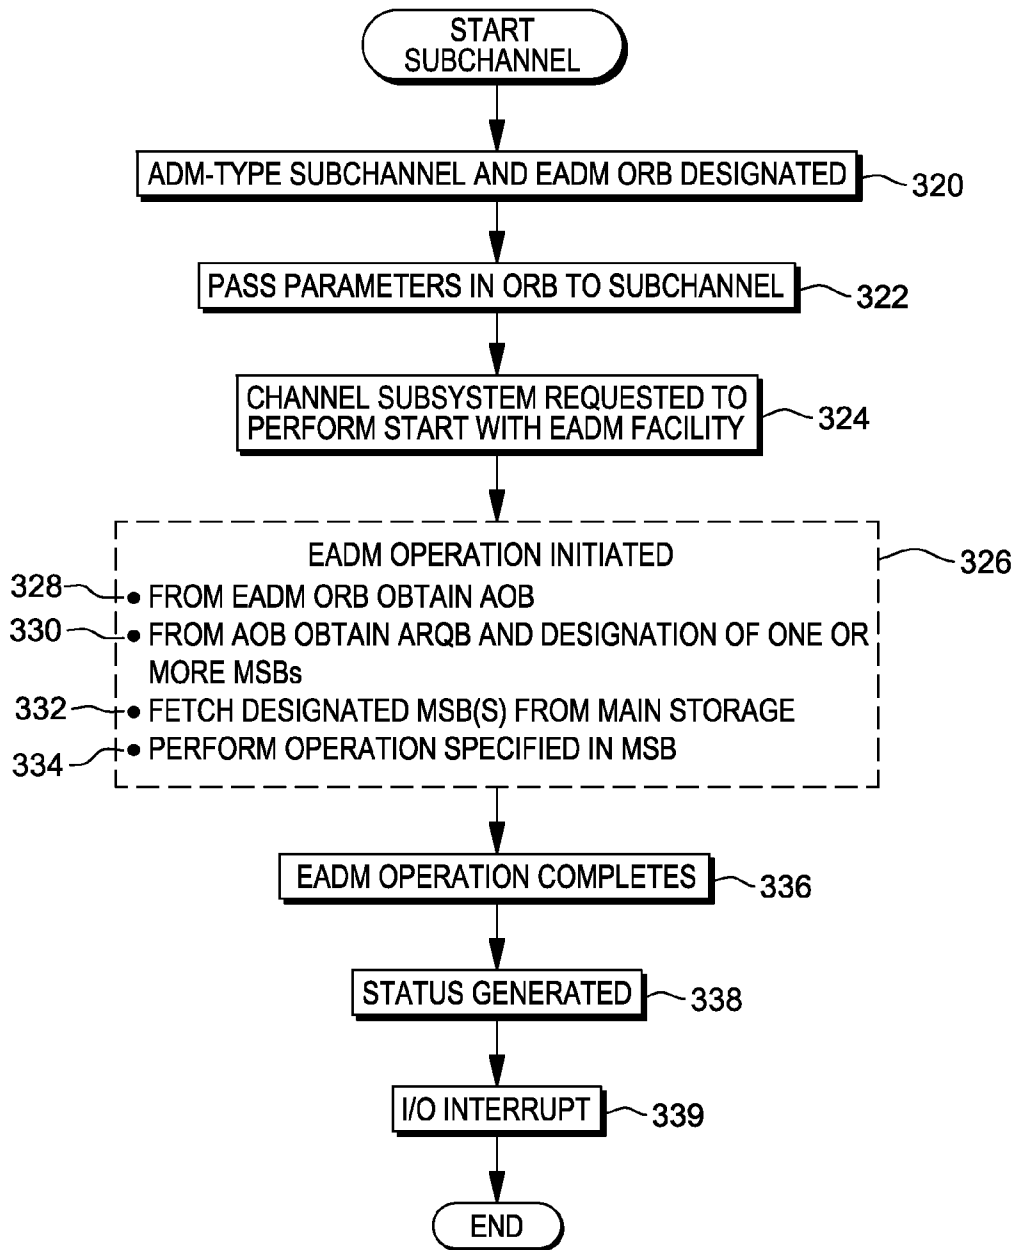 START
SUBCHANNEL
ADM-TYPE SUBCHANNEL AND EADM ORB DESIGNATED
320
PASS PARAMETERS IN ORB TO SUBCHANNEL
322
CHANNEL SUBSYSTEM REQUESTED TO
PERFORM START WITH EADM FACILITY
324
EADM OPERATION INITIATED
326
328
● FROM EADM ORB OBTAIN AOB
330
● FROM AOB OBTAIN ARQB AND DESIGNATION OF ONE OR
MORE MSBs
332
● FETCH DESIGNATED MSB(S) FROM MAIN STORAGE
334
● PERFORM OPERATION SPECIFIED IN MSB
EADM OPERATION COMPLETES
336
STATUS GENERATED
338
I/O INTERRUPT
339
END